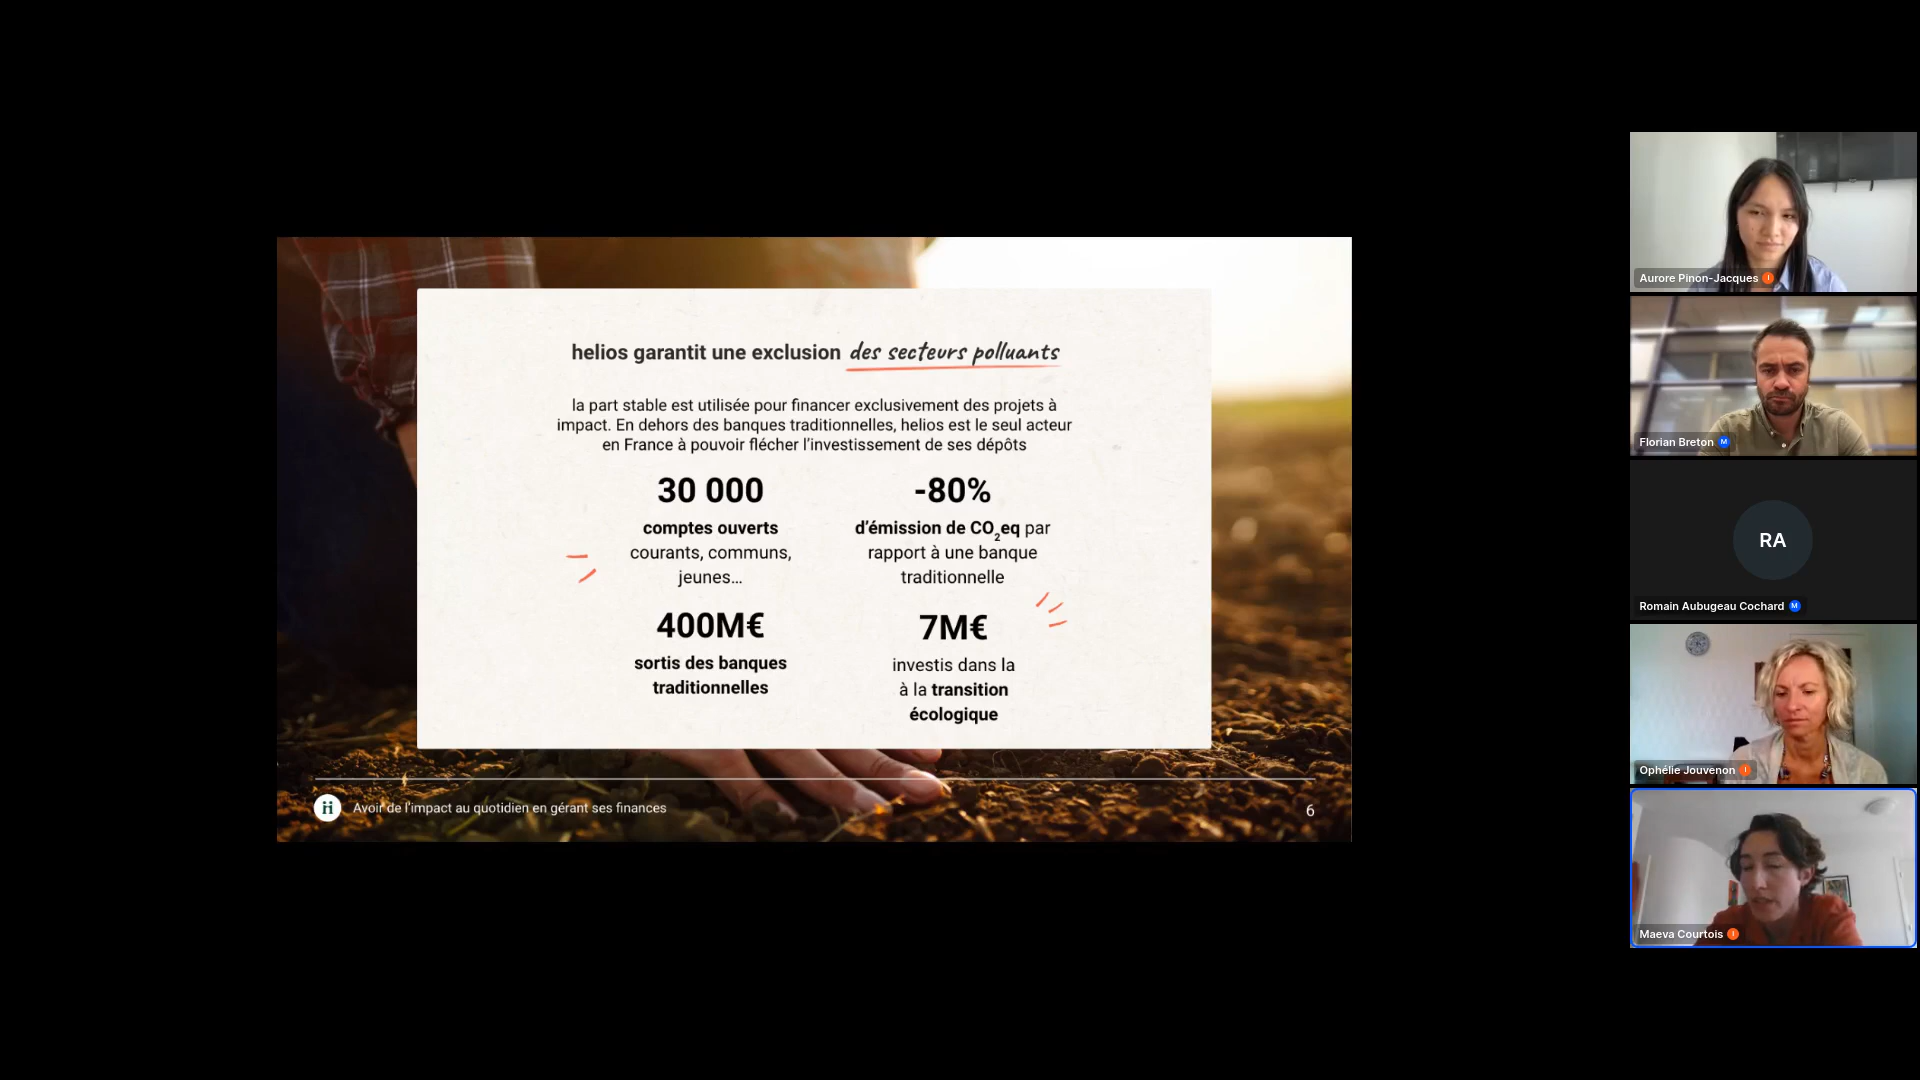 helios garantit une exclusion des secteurs polluants
la part stable est utilisée pour financer exclusivement des projets à
impact. En dehors des banques traditionnelles, helios est le seul acteur
en France à pouvoir flécher l'investissement de ses dépôts
30 000
comptes ouverts
courants, communs,
jeunes…
-80%
d'émission de CO2eq par
rapport à une banque
traditionnelle
400M€
sortis des banques
traditionnelles
7M€
investis dans la
à la transition
écologique
Avoir de l'impact au quotidien en gérant ses finances
6
Aurore Pinon-Jacques
Florian Breton M
RA
Romain Aubugeau Cochard M
Ophélie Jouvenon
Maeva Courtois